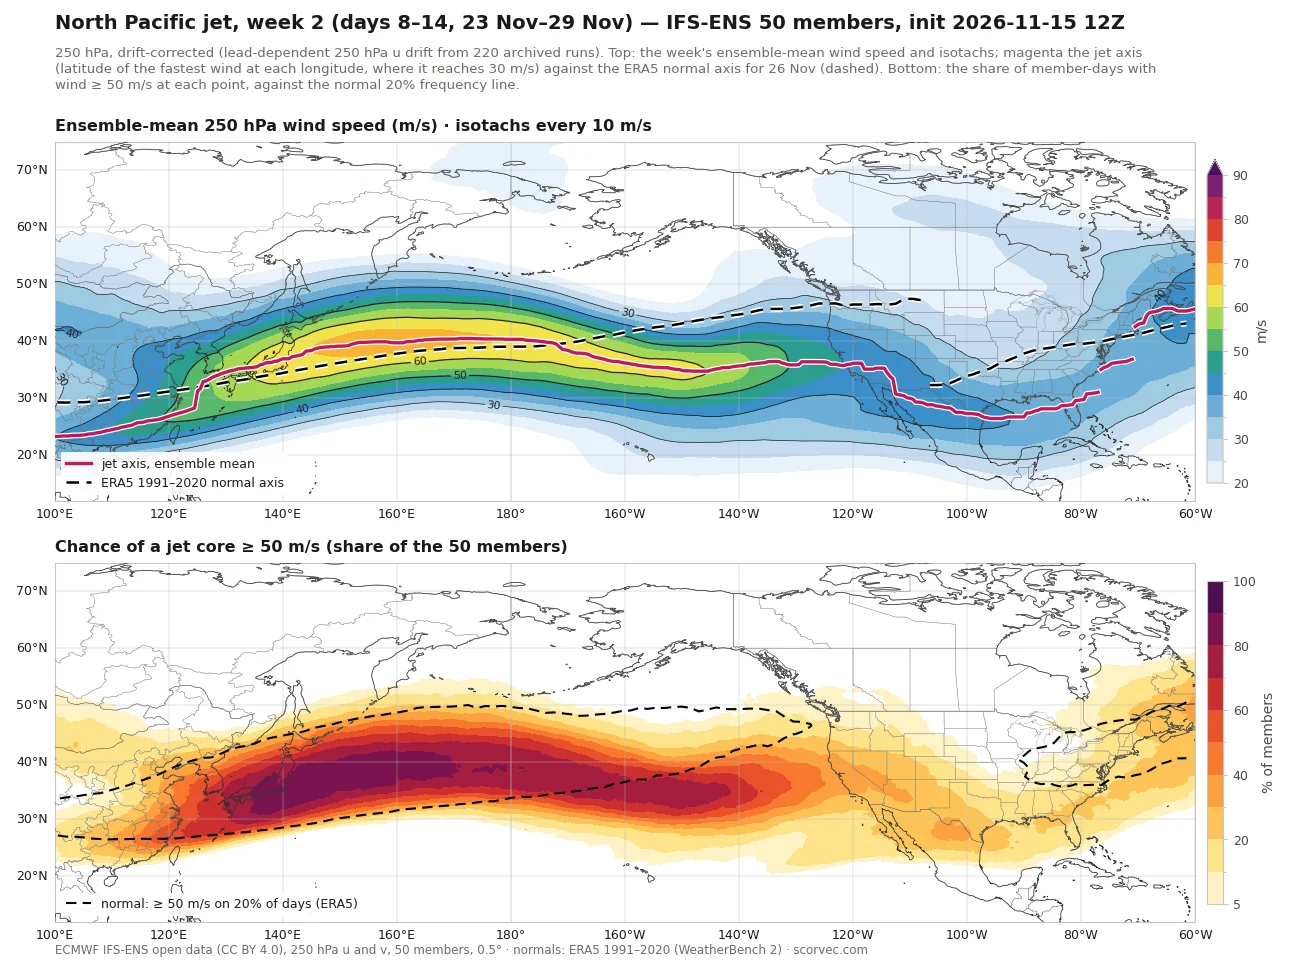 North Pacific jet, week 2 (days 8–14, 23 Nov–29 Nov) — IFS-ENS 50 members, init 2026-11-15 12Z
250 hPa, drift-corrected (lead-dependent 250 hPa u drift from 220 archived runs). Top: the week's ensemble-mean wind speed and isotachs; magenta the jet axis
(latitude of the fastest wind at each longitude, where it reaches 30 m/s) against the ERA5 normal axis for 26 Nov (dashed). Bottom: the share of member-days with
wind ≥ 50 m/s at each point, against the normal 20% frequency line.
Ensemble-mean 250 hPa wind speed (m/s) · isotachs every 10 m/s
70°N
60°N
50°N
40°N
30°N
20°N
40
30
40
60
50
30
30
40
jet axis, ensemble mean
ERA5 1991–2020 normal axis
100°E 120°E 140°E 160°E 180° 160°W 140°W 120°W 100°W 80°W 60°W
90
80
70
60
50
40
30
20
m/s
Chance of a jet core ≥ 50 m/s (share of the 50 members)
70°N
60°N
50°N
40°N
30°N
20°N
normal: ≥ 50 m/s on 20% of days (ERA5)
100°E 120°E 140°E 160°E 180° 160°W 140°W 120°W 100°W 80°W 60°W
100
80
60
40
20
5
% of members
ECMWF IFS-ENS open data (CC BY 4.0), 250 hPa u and v, 50 members, 0.5° · normals: ERA5 1991–2020 (WeatherBench 2) · scorvec.com